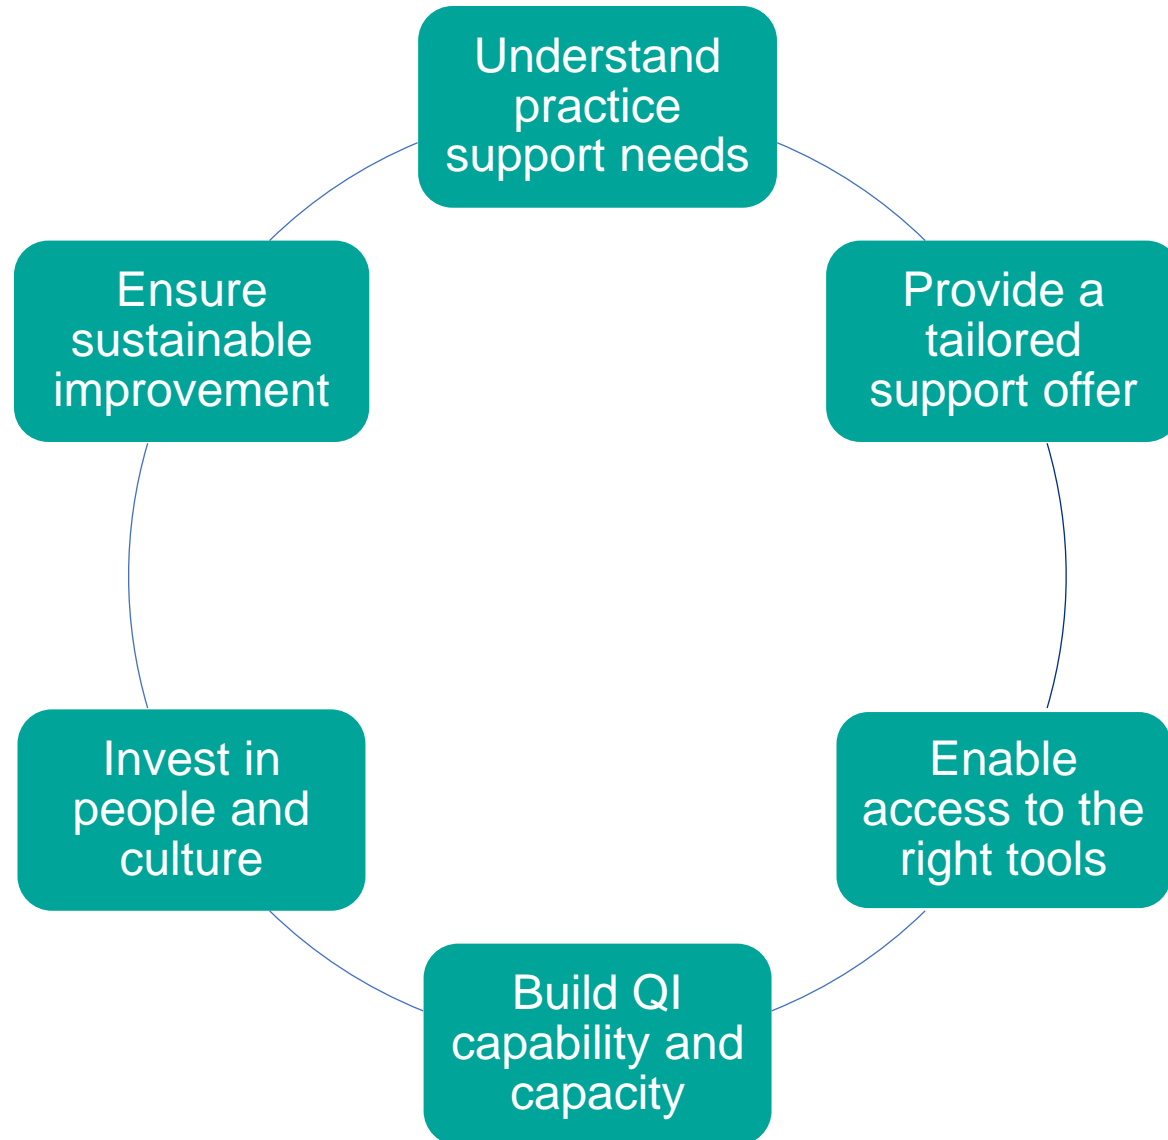 Understand
practice
support needs
Provide a
tailored
support offer
Enable
access to the
right tools
Build QI
capability and
capacity
Invest in
people and
culture
Ensure
sustainable
improvement